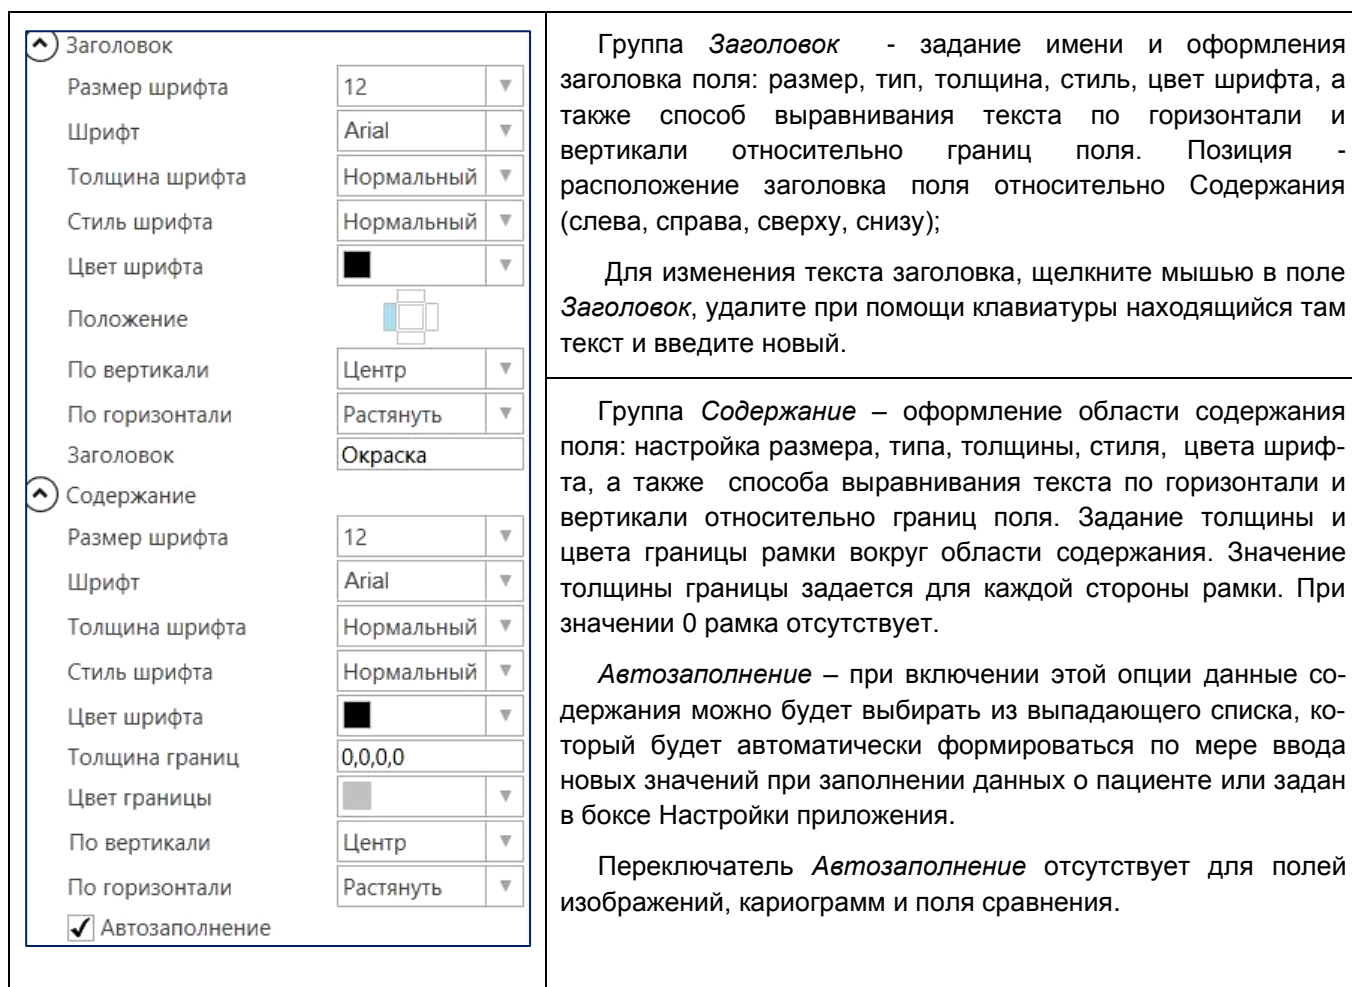 Заголовок
Размер шрифта 12
Шрифт Arial
Толщина шрифта Нормальный
Стиль шрифта Нормальный
Цвет шрифта
Положение
По вертикали Центр
По горизонтали Растянуть
Заголовок Окраска
Содержание
Размер шрифта 12
Шрифт Arial
Толщина шрифта Нормальный
Стиль шрифта Нормальный
Цвет шрифта
Толщина границ 0,0,0,0
Цвет границы
По вертикали Центр
По горизонтали Растянуть
Автозаполнение
Группа Заголовок - задание имени и оформления
заголовка поля: размер, тип, толщина, стиль, цвет шрифта, а
также способ выравнивания текста по горизонтали и
вертикали относительно границ поля. Позиция -
расположение заголовка поля относительно Содержания
(слева, справа, сверху, снизу);
Для изменения текста заголовка, щелкните мышью в поле
Заголовок, удалите при помощи клавиатуры находящийся там
текст и введите новый.
Группа Содержание – оформление области содержания
поля: настройка размера, типа, толщины, стиля, цвета шриф-
та, а также способа выравнивания текста по горизонтали и
вертикали относительно границ поля. Задание толщины и
цвета границы рамки вокруг области содержания. Значение
толщины границы задается для каждой стороны рамки. При
значении 0 рамка отсутствует.
Автозаполнение – при включении этой опции данные со-
держания можно будет выбирать из выпадающего списка, ко-
торый будет автоматически формироваться по мере ввода
новых значений при заполнении данных о пациенте или задан
в боксе Настройки приложения.
Переключатель Автозаполнение отсутствует для полей
изображений, кариограмм и поля сравнения.